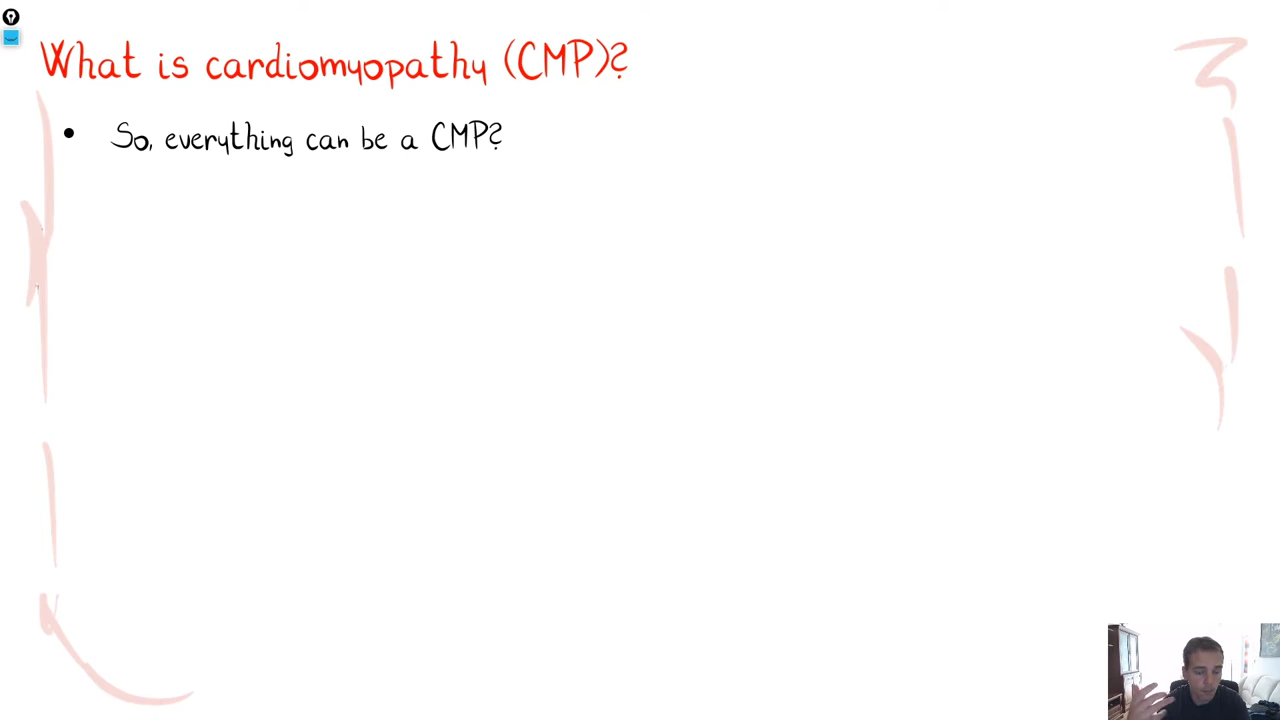 What is cardiomyopathy (CMP)?
• So, everything can be a CMP?